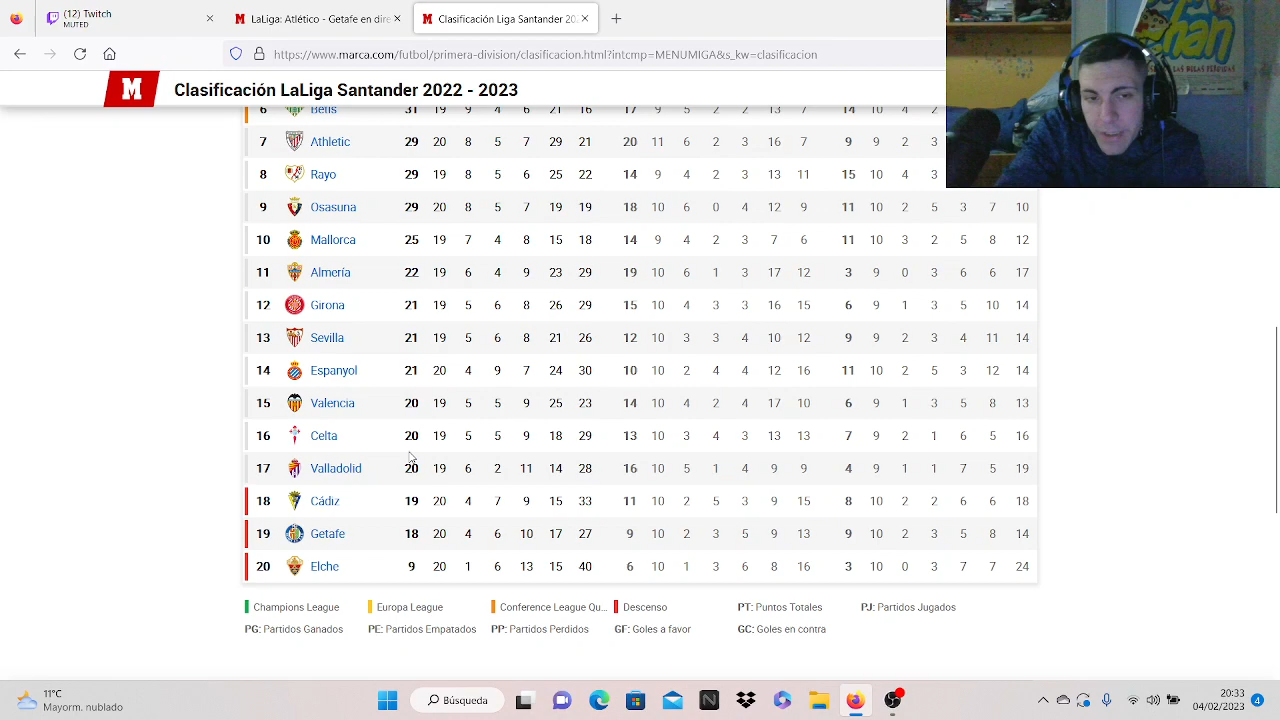 (12) Twitch
MUTED
LaLiga: Atlético - Getafe en dire
Clasificación Liga Santander 20
https://www.marca.com/futbol/primera-division/clasificacion.html?intcmp=MENUMIGA&s_kw=clasificacion
M Clasificación LaLiga Santander 2022 - 2023
6 Betis 34 20 10 4 6 21 16 17 9 5 2 2 13 7 14 10 4 2
7 Athletic 29 20 8 5 7 29 21 20 11 6 2 3 16 7 9 9 2 3
8 Rayo 29 20 8 5 6 25 22 14 9 4 2 3 13 11 15 10 4 3
9 Osasuna 29 20 8 5 7 19 19 18 10 6 0 4 12 9 11 10 2 5 3 7 10
10 Mallorca 25 19 7 4 8 15 18 14 9 4 2 3 7 6 11 10 3 2 5 8 12
11 Almería 22 19 6 4 9 23 29 19 10 6 1 3 17 12 3 9 0 3 6 6 17
12 Girona 21 19 5 6 8 26 29 15 10 4 3 3 16 15 6 9 1 3 5 10 14
13 Sevilla 21 19 5 6 8 21 26 12 10 3 3 4 10 12 9 9 2 3 4 11 14
14 Espanyol 21 20 4 9 7 24 30 10 10 2 4 4 12 16 11 10 2 5 3 12 14
15 Valencia 20 19 5 5 9 25 23 14 10 4 2 4 17 10 6 9 1 3 5 8 13
16 Celta 20 19 5 5 9 18 29 13 10 3 4 3 13 13 7 9 2 1 6 5 16
17 Valladolid 20 19 6 2 11 14 28 16 10 5 1 4 9 9 4 9 1 1 7 5 19
18 Cádiz 19 20 4 7 9 15 33 11 10 2 5 3 9 15 8 10 2 2 6 6 18
19 Getafe 18 20 4 6 10 17 27 9 10 2 3 5 9 13 9 10 2 3 5 8 14
20 Elche 9 20 1 6 13 15 40 6 10 1 3 6 8 16 3 10 0 3 7 7 24
Champions League Europa League Conference League Qu... Descenso PT: Puntos Totales PJ: Partidos Jugados
PG: Partidos Ganados PE: Partidos Empatados PP: Partidos Perdidos GF: Goles a favor GC: Goles en contra
11°C
Mayorm. nublado
Búsqueda
20:33
04/02/2023
4